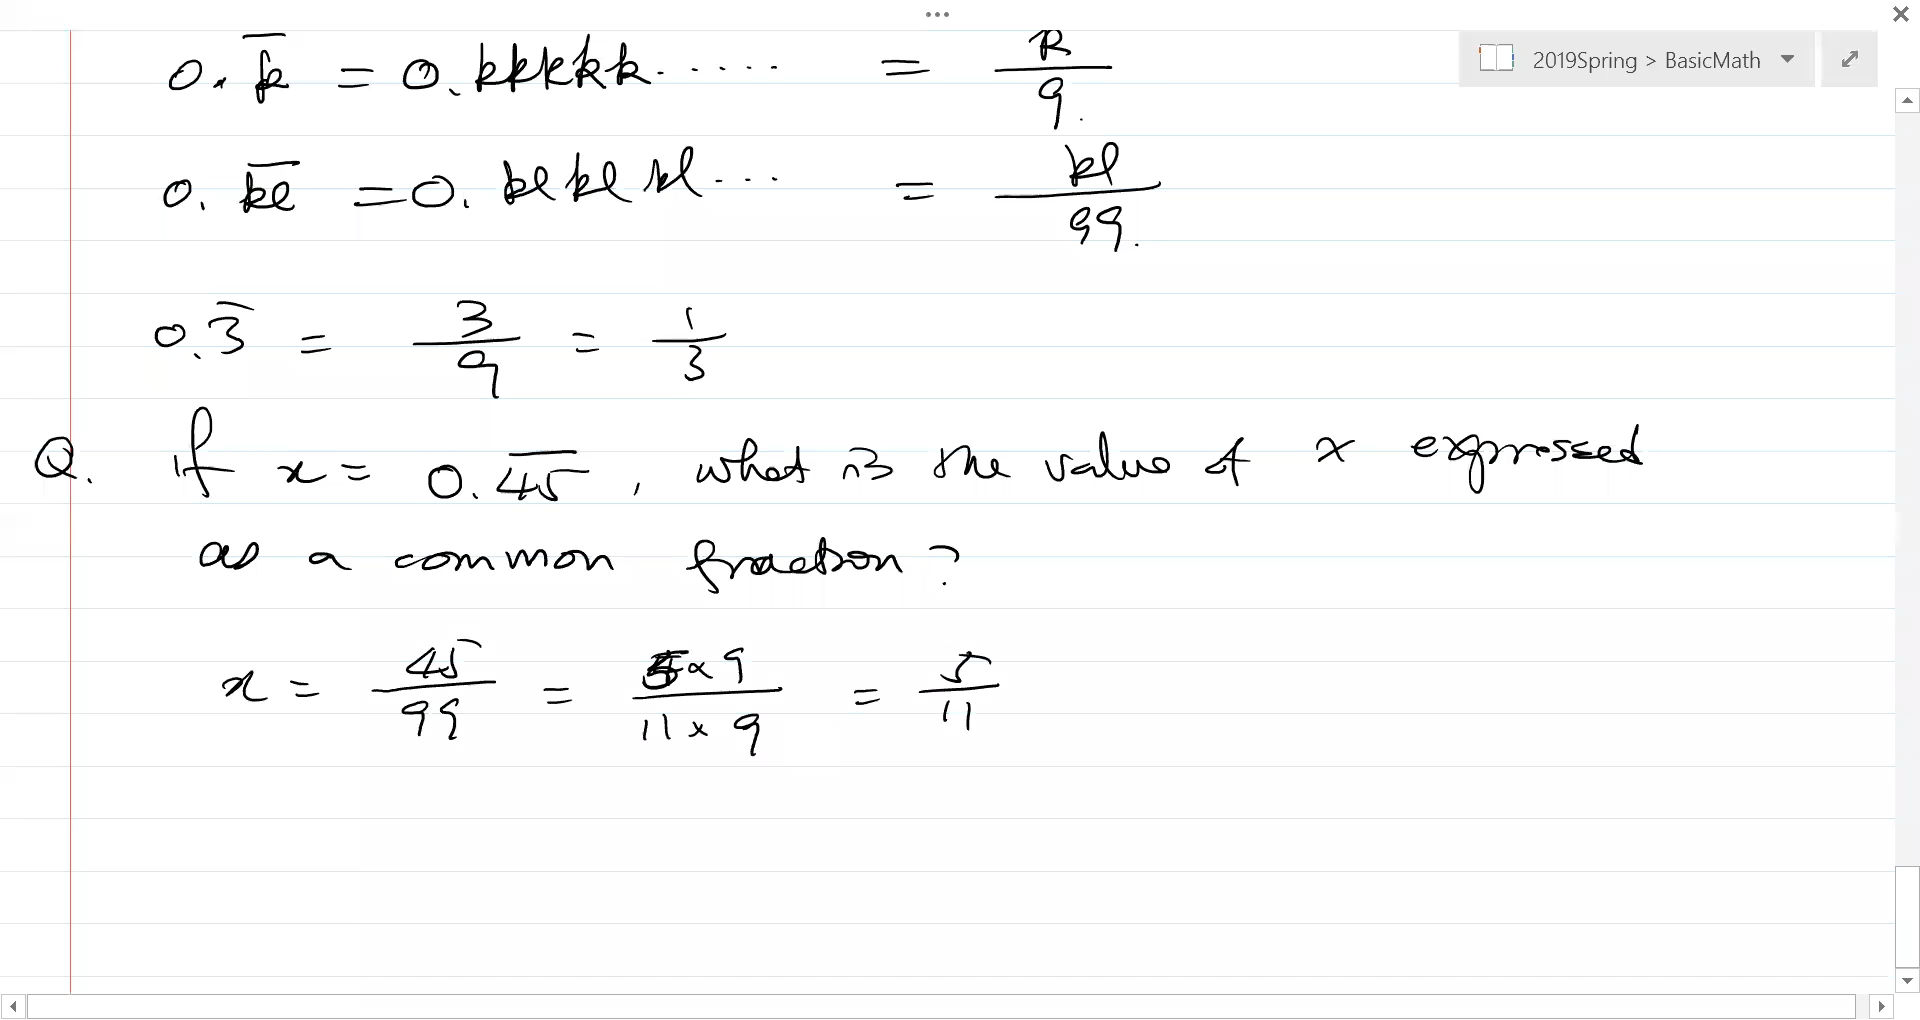 2019Spring > BasicMath
0.k̅ = 0.kkkkk...... = k/9.
0.k̅l̅ = 0.klklkl... = kl/99.
0.3̅ = 3/9 = 1/3
Q. if x = 0.4̅5̅, what is the value of x expressed
as a common fraction?
x = 45/99 = 5×9/11×9 = 5/11